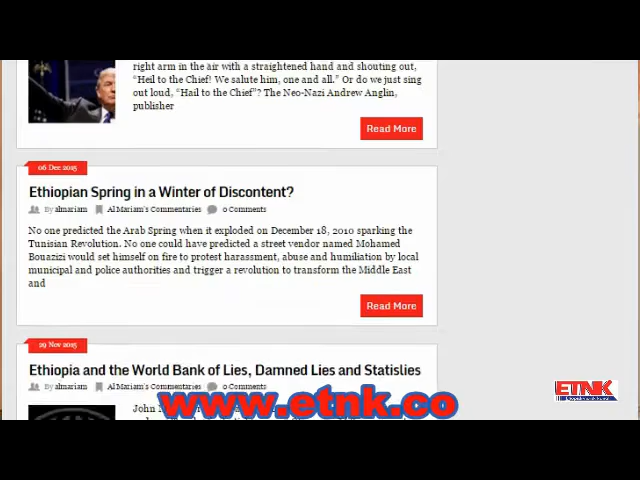 right arm in the air with a straightened hand and shouting out,
“Heil to the Chief! We salute him, one and all.” Or do we just sing
out loud, “Hail to the Chief”? The Neo-Nazi Andrew Anglin,
publisher
Read More
06 Dec 2015
Ethiopian Spring in a Winter of Discontent?
By almariam Al Mariam's Commentaries 0 Comments
No one predicted the Arab Spring when it exploded on December 18, 2010 sparking the
Tunisian Revolution. No one could have predicted a street vendor named Mohamed
Bouazizi would set himself on fire to protest harassment, abuse and humiliation by local
municipal and police authorities and trigger a revolution to transform the Middle East
and
Read More
29 Nov 2015
Ethiopia and the World Bank of Lies, Damned Lies and Statislies
By almariam Al Mariam's Commentaries 0 Comments
ETNK
John
www.etnk.co